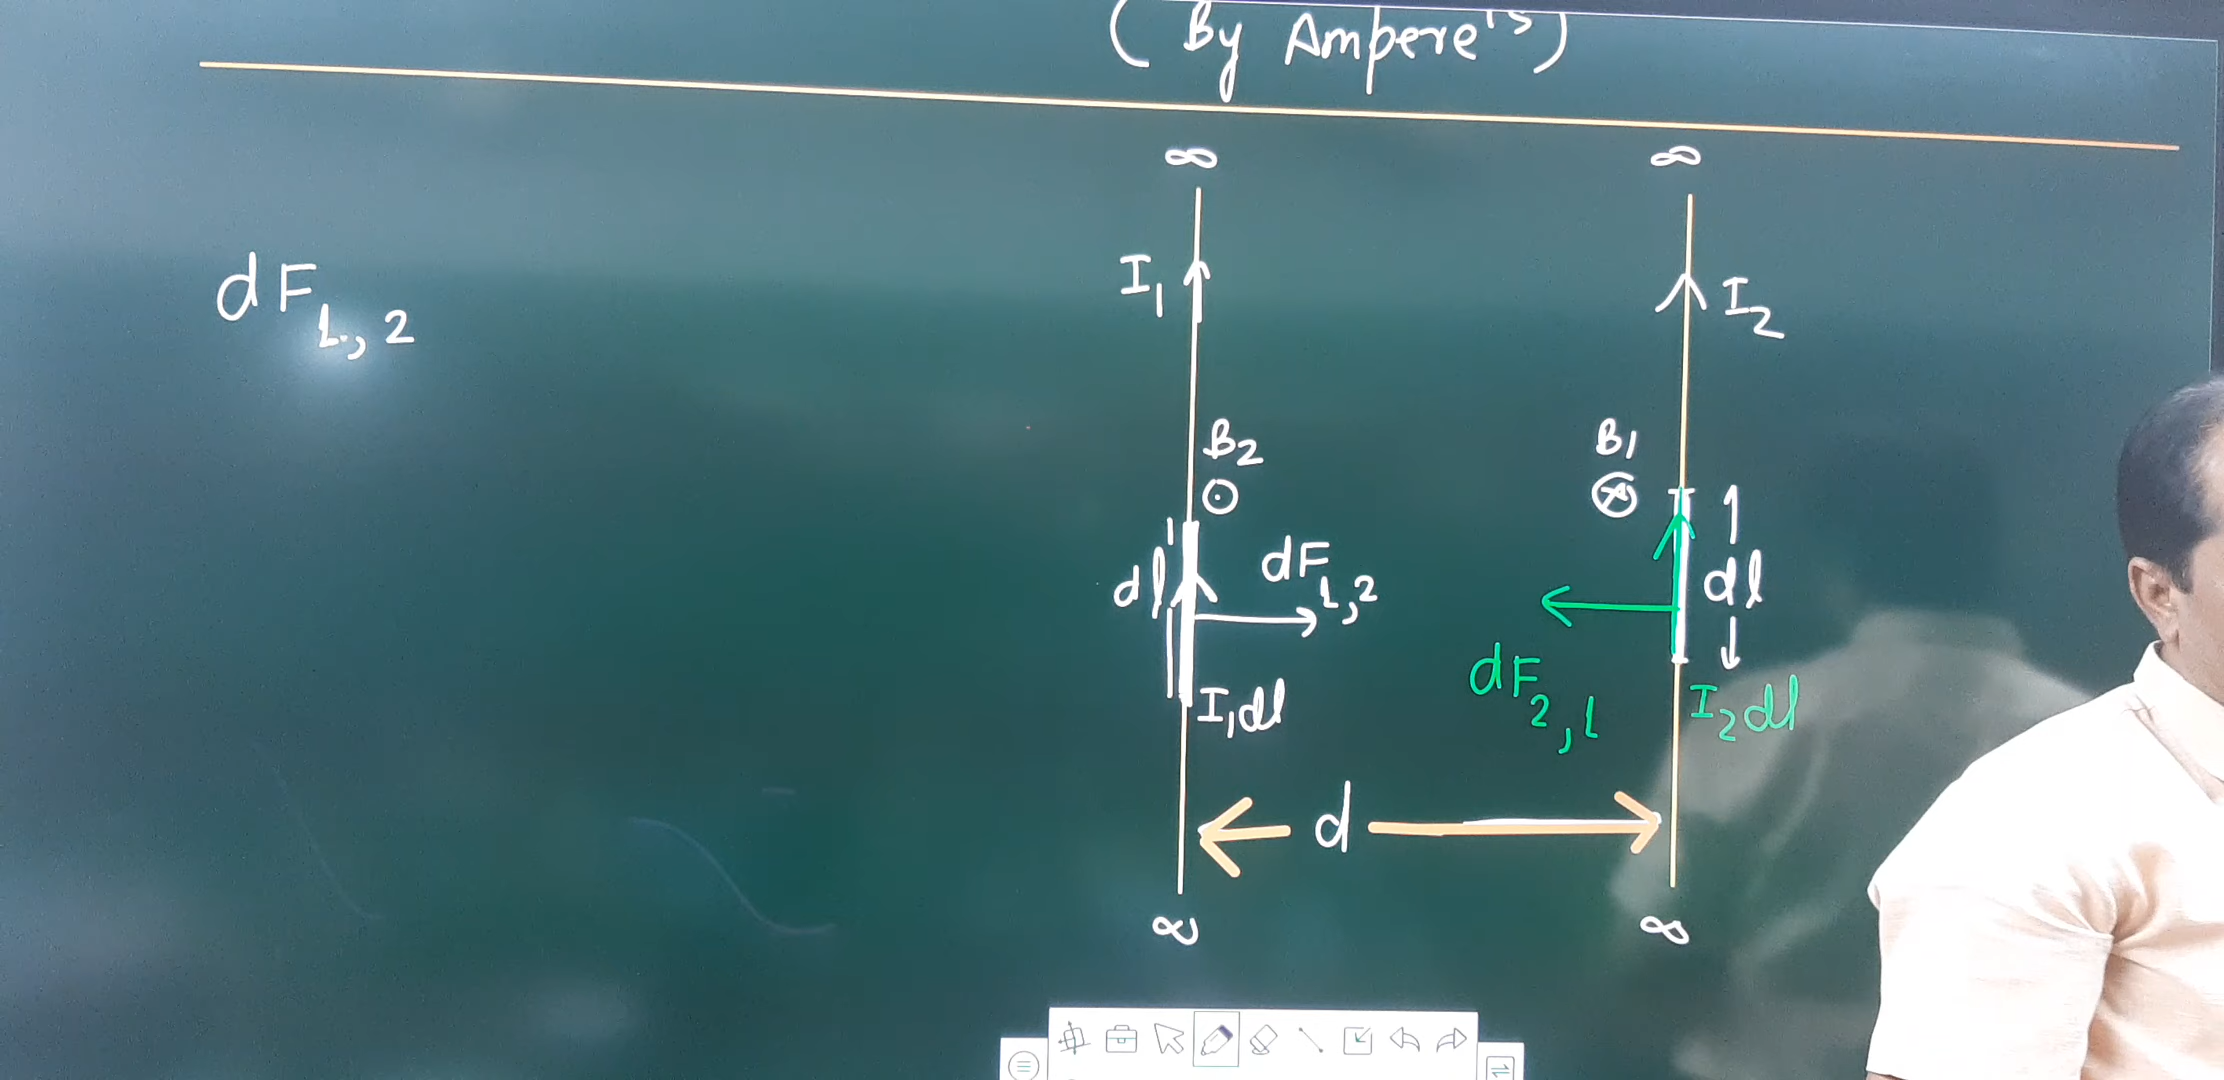 ( By Ampere's )
∞ ∞
I₁ I₂
dF₁,₂
B₂ B₁
dl dF₁,₂ dl
dF₂,₁
I₁dl I₂dl
d
∞ ∞